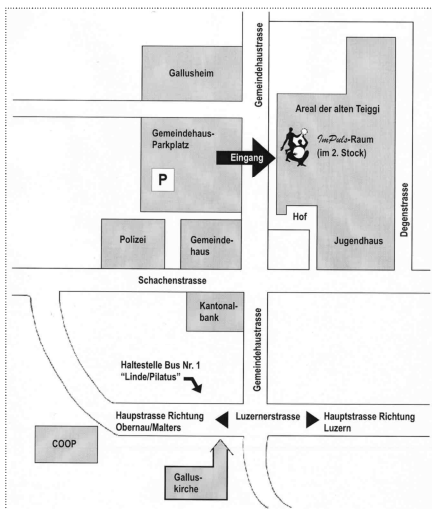 Gallusheim
Gemeindehaustrasse
Areal der alten Teiggi
ImPuls-Raum
(im 2. Stock)
Gemeindehaus-
Parkplatz
P
Eingang
Degenstrasse
Hof
Polizei
Gemeinde-
haus
Jugendhaus
Schachenstrasse
Kantonal-
bank
Gemeindehaustrasse
Haltestelle Bus Nr. 1
"Linde/Pilatus"
Haupstrasse Richtung
Obernau/Malters
Luzernerstrasse
Hauptstrasse Richtung
Luzern
COOP
Gallus-
kirche